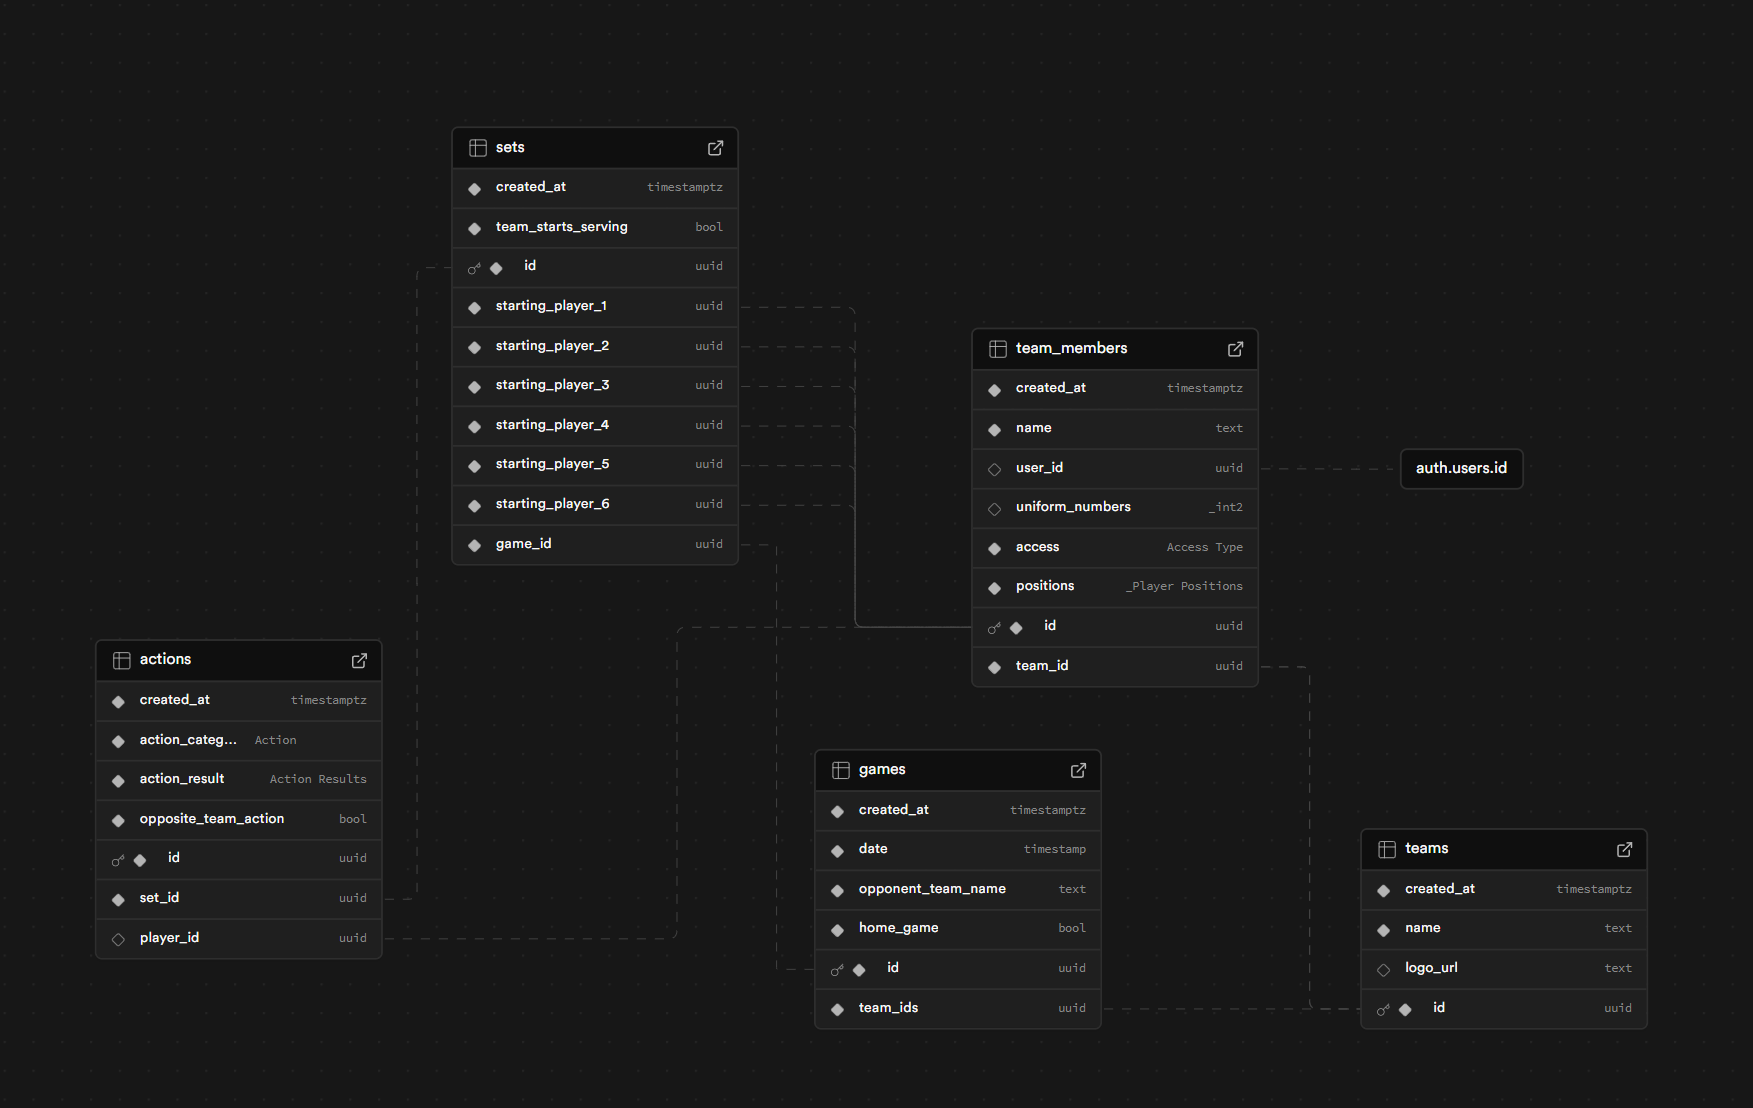 sets
created_at timestamptz
team_starts_serving bool
id uuid
starting_player_1 uuid
starting_player_2 uuid
starting_player_3 uuid
starting_player_4 uuid
starting_player_5 uuid
starting_player_6 uuid
game_id uuid
team_members
created_at timestamptz
name text
user_id uuid
uniform_numbers _int2
access Access Type
positions _Player Positions
id uuid
team_id uuid
auth.users.id
actions
created_at timestamptz
action_categ... Action
action_result Action Results
opposite_team_action bool
id uuid
set_id uuid
player_id uuid
games
created_at timestamptz
date timestamp
opponent_team_name text
home_game bool
id uuid
team_ids uuid
teams
created_at timestamptz
name text
logo_url text
id uuid